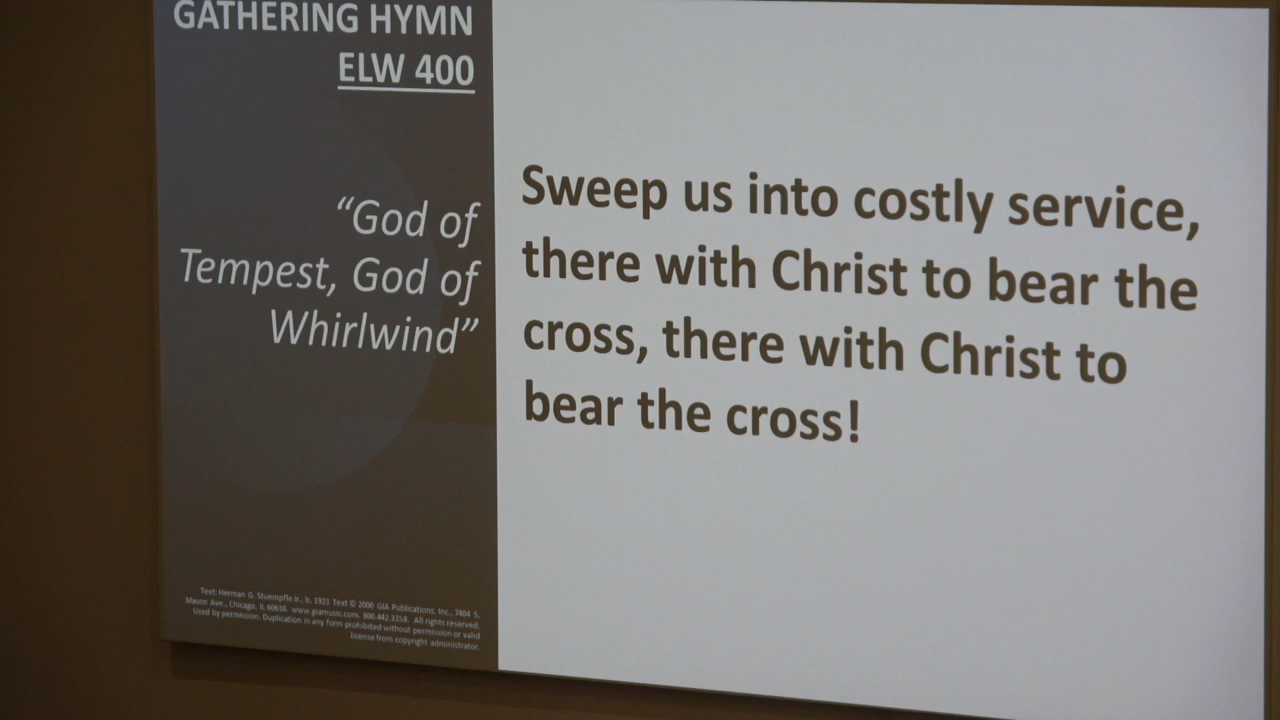 GATHERING HYMN
ELW 400
“God of
Tempest, God of
Whirlwind”
Text: Herman G. Stuempfle Jr., b. 1923 Text © 2000 GIA Publications, Inc., 7404 S.
Mason Ave., Chicago, IL 60638. www.giamusic.com. 800.442.3358. All rights reserved.
Used by permission. Duplication in any form prohibited without permission or valid
license from copyright administrator.
Sweep us into costly service,
there with Christ to bear the
cross, there with Christ to
bear the cross!